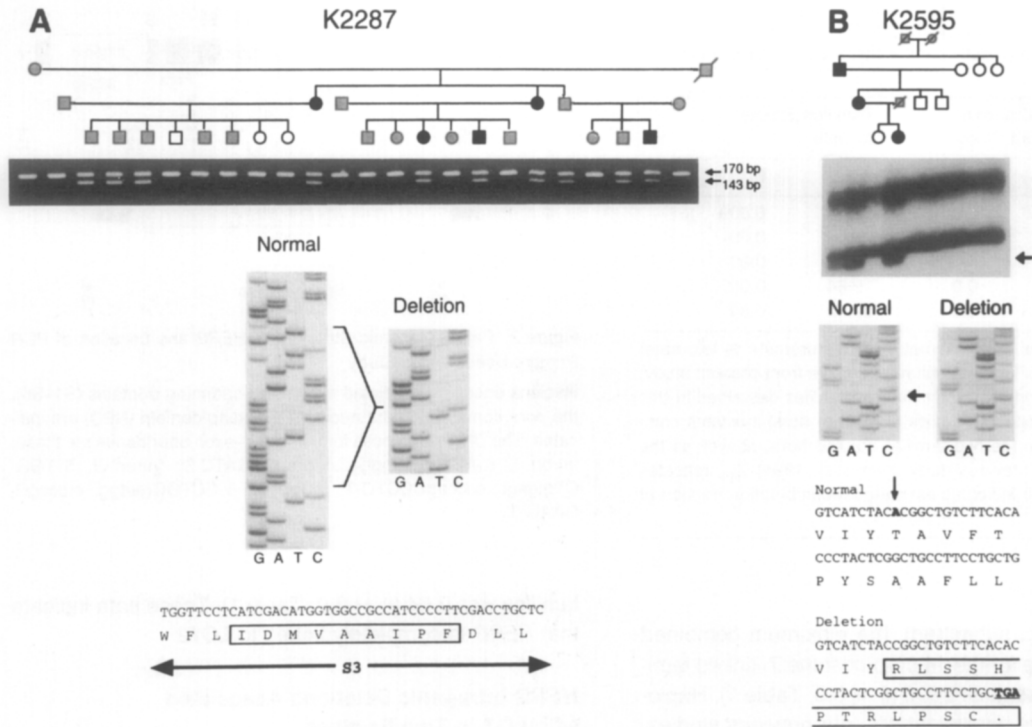 A
K2287
170 bp
143 bp
Normal
Deletion
G A T C
G A T C
TGGTTCCTCATCGACATGGTGGCCGCCATCCCCTTCGACCTGCTC
W F L I D M V A A I P F D L L
S3
B
K2595
Normal
Deletion
G A T C
G A T C
Normal
GTCATCTACACGGCTGTCTTCACA
V I Y T A V F T
CCCTACTCGGCTGCCTTCCTGCTG
P Y S A A F L L
Deletion
GTCATCTACCGGCTGTCTTCACAC
V I Y R L S S H
CCTACTCGGCTGCCTTCCTGCTGA
P T R L P S C .